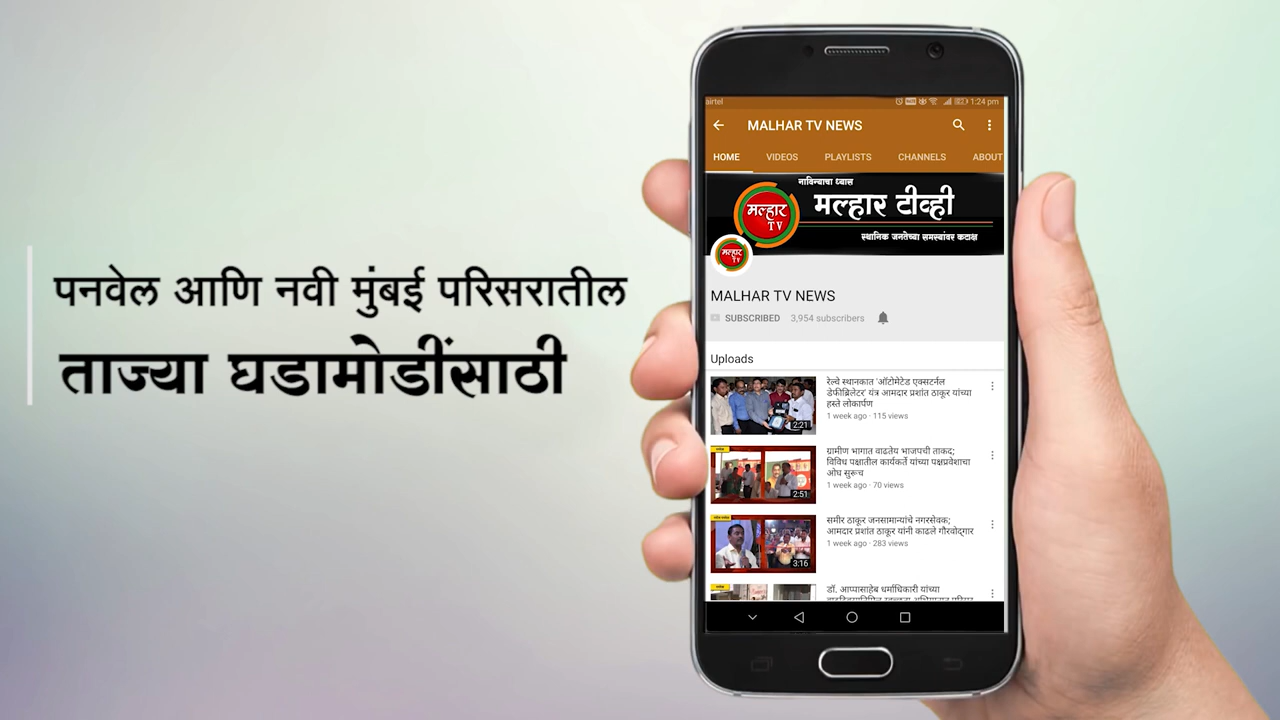 पनवेल आणि नवी मुंबई परिसरातील
ताज्या घडामोडींसाठी
airtel
1:24 pm
MALHAR TV NEWS
HOME VIDEOS PLAYLISTS CHANNELS ABOUT
नाविन्याचा ध्यास
मल्हार टीव्ही
मल्हार
TV
स्थानिक जनतेच्या समस्यांवर कटाक्ष
मल्हार
TV
MALHAR TV NEWS
SUBSCRIBED 3,954 subscribers
Uploads
रेल्वे स्थानकात 'ऑटोमेटेड एक्सटर्नल
डेफीब्रिलेटर' यंत्र आमदार प्रशांत ठाकूर यांच्या
हस्ते लोकार्पण
1 week ago · 115 views
2:21
ग्रामीण भागात वाढतेय भाजपची ताकद;
विविध पक्षातील कार्यकर्ते यांच्या पक्षप्रवेशाचा
ओघ सुरूच
1 week ago · 70 views
2:51
समीर ठाकूर जनसामान्यांचे नगरसेवक;
आमदार प्रशांत ठाकूर यांनी काढले गौरवोद्गार
1 week ago · 283 views
3:16
डॉ. आप्पासाहेब धर्माधिकारी यांच्या